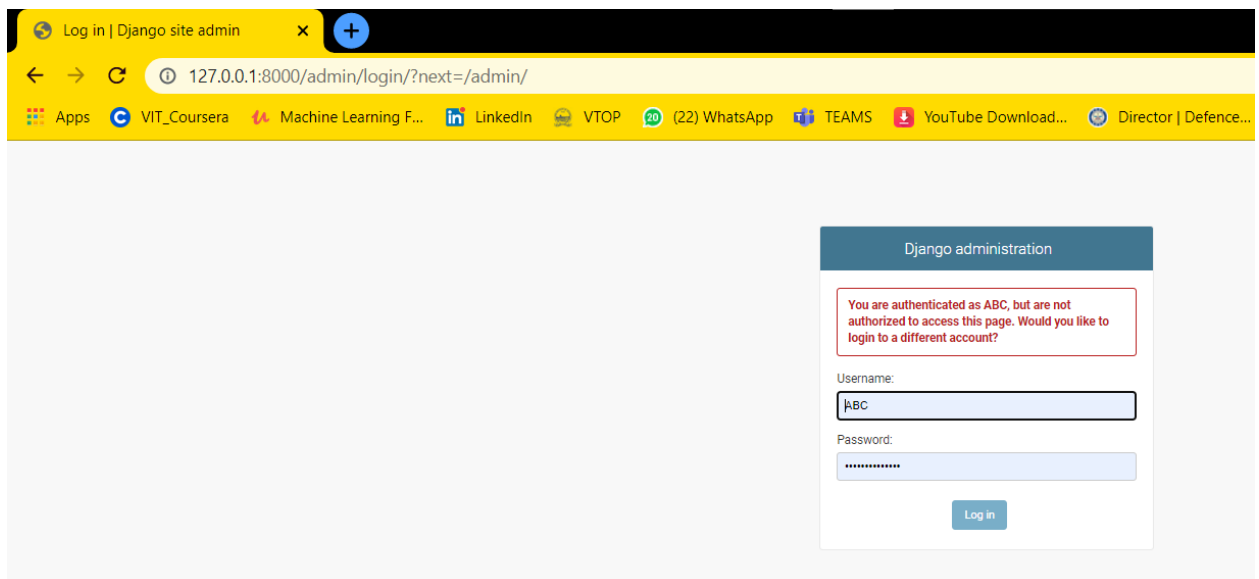 Log in | Django site admin
127.0.0.1:8000/admin/login/?next=/admin/
Apps VIT_Coursera Machine Learning F... LinkedIn VTOP 20 (22) WhatsApp TEAMS YouTube Download... Director | Defence...
Django administration
You are authenticated as ABC, but are not
authorized to access this page. Would you like to
login to a different account?
Username:
ABC
Password:
••••••••••••••
Log in